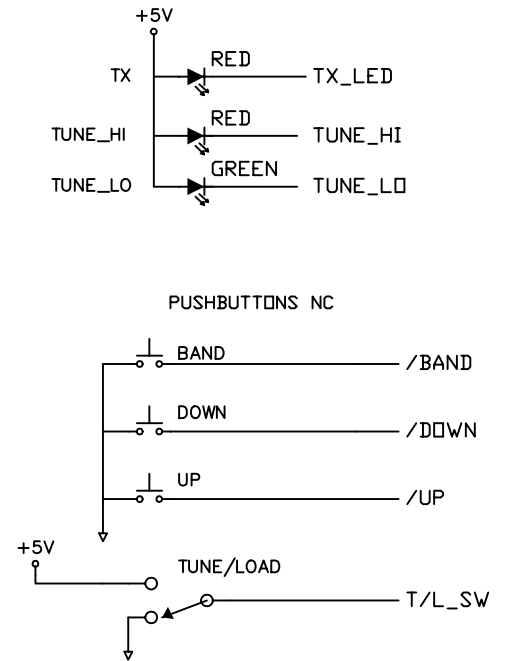 +5V
RED
TX TX_LED
RED
TUNE_HI TUNE_HI
GREEN
TUNE_LO TUNE_LO
PUSHBUTTONS NC
BAND
/BAND
DOWN
/DOWN
UP
/UP
+5V
TUNE/LOAD
T/L_SW